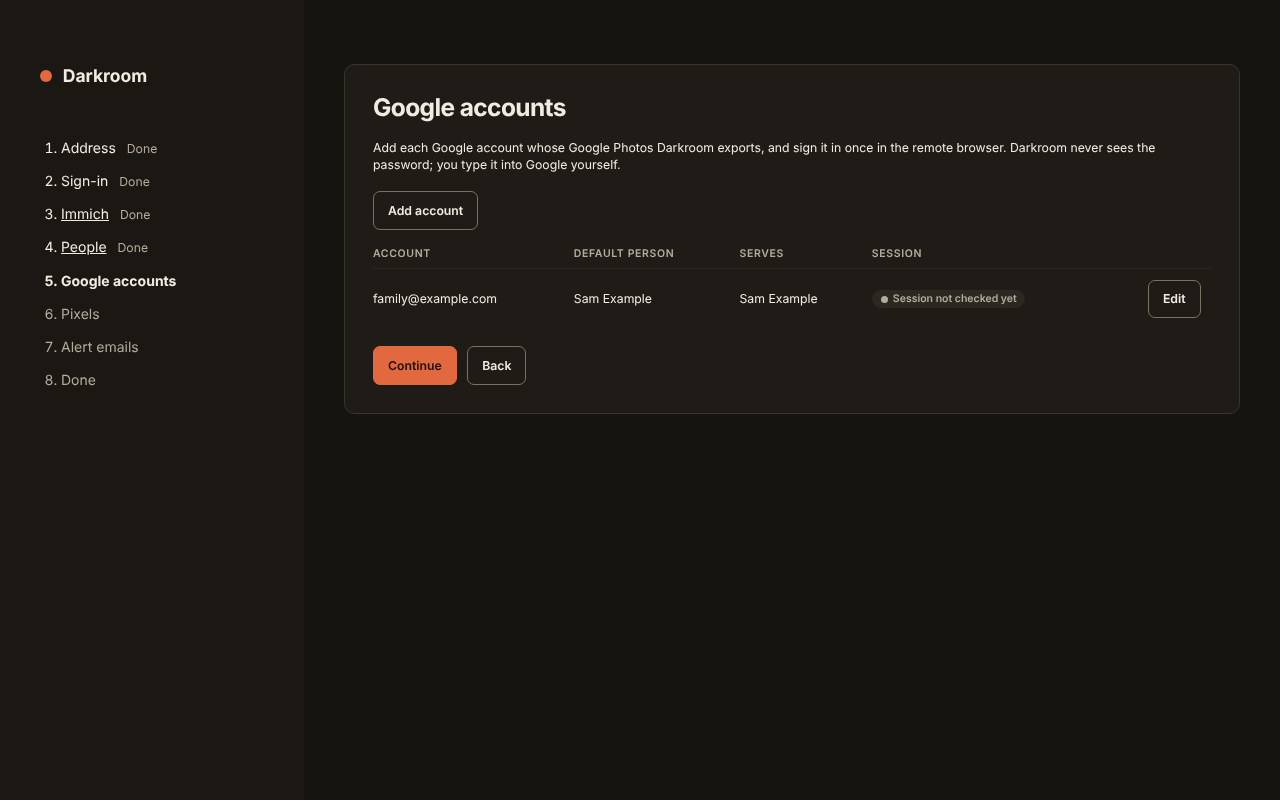 Darkroom
1. Address Done
2. Sign-in Done
3. Immich Done
4. People Done
5. Google accounts
6. Pixels
7. Alert emails
8. Done
Google accounts
Add each Google account whose Google Photos Darkroom exports, and sign it in once in the remote browser. Darkroom never sees the
password; you type it into Google yourself.
Add account
ACCOUNT DEFAULT PERSON SERVES SESSION
family@example.com Sam Example Sam Example Session not checked yet Edit
Continue Back